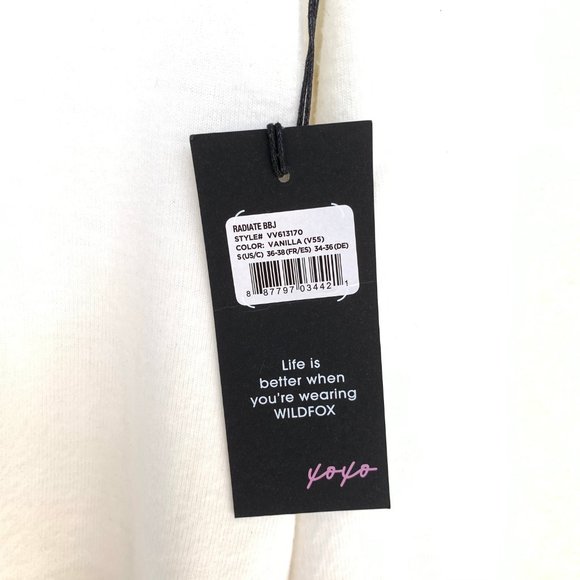 RADIATE BBJ
STYLE# VV613170
COLOR: VANILLA (V55)
S(US/C) 36-38(FR/ES) 34-36(DE)
8 87797 03442 1
Life is
better when
you're wearing
WILDFOX
xoxo